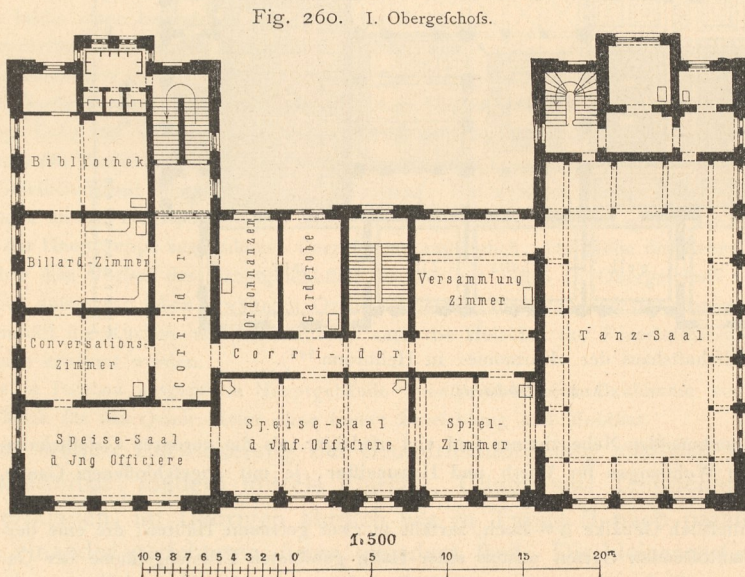 Fig. 260. I. Obergeſchoſs.
Bibliothek
Billard-Zimmer
Conversations-
Zimmer
Corridor
Speise-Saal
d Jng Officiere
Ordonnanzen
Garderobe
Corridor
Speise-Saal
d Jnf. Officiere
Versammlung
Zimmer
Spiel-
Zimmer
Tanz-Saal
1:500
10 9 8 7 6 5 4 3 2 1 0 5 10 15 20m